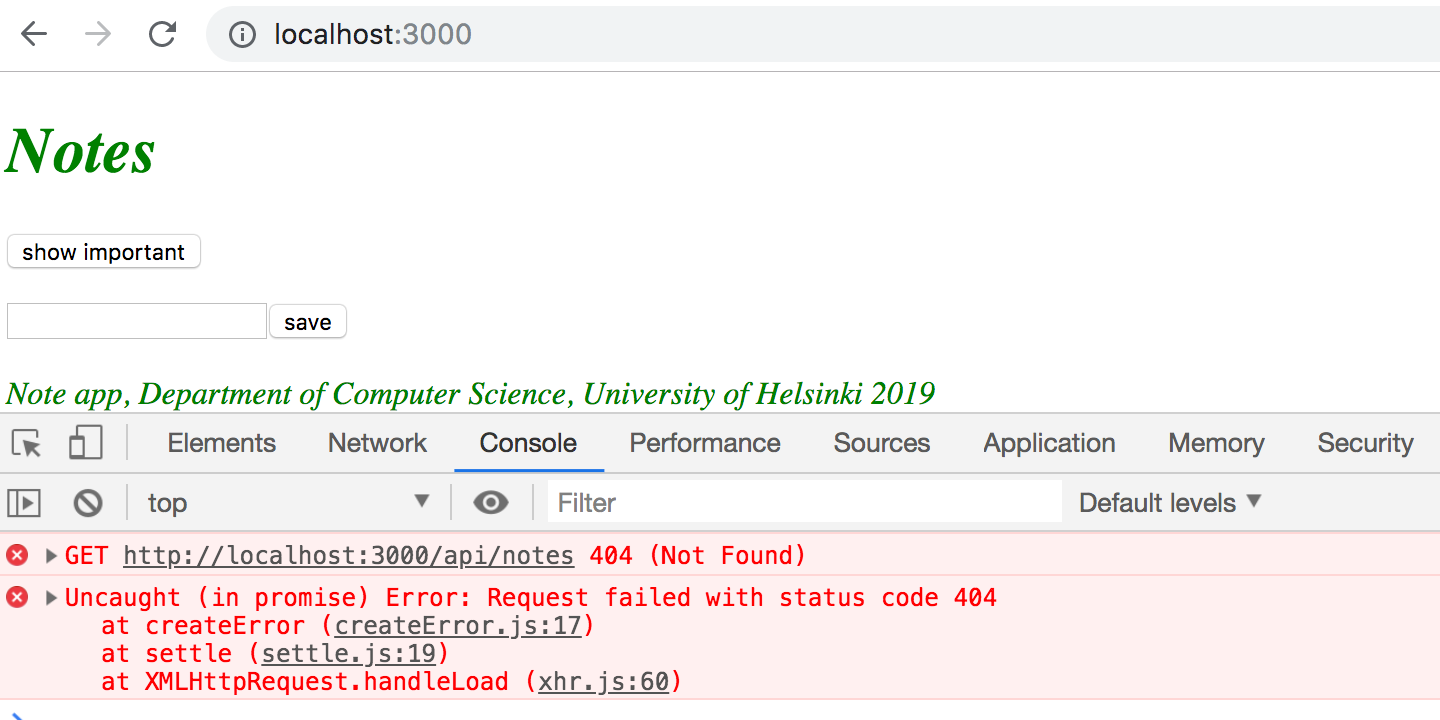 localhost:3000
Notes
show important
save
Note app, Department of Computer Science, University of Helsinki 2019
Elements Network Console Performance Sources Application Memory Security
top Filter Default levels
GET http://localhost:3000/api/notes 404 (Not Found)
Uncaught (in promise) Error: Request failed with status code 404
at createError (createError.js:17)
at settle (settle.js:19)
at XMLHttpRequest.handleLoad (xhr.js:60)